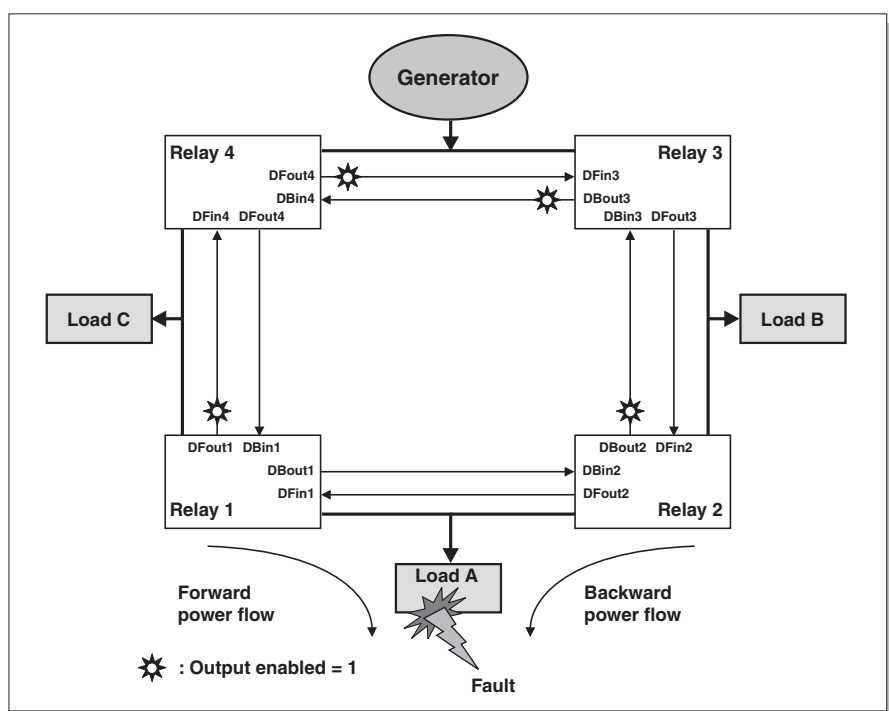 Generator
Relay 4
Relay 3
DFout4
DFin3
DBin4
DBout3
DFin4 DFout4
DBin3 DFout3
Load C
Load B
DFout1 DBin1
DBout2 DFin2
DBout1
DBin2
DFin1
DFout2
Relay 1
Relay 2
Load A
Forward
power flow
Backward
power flow
: Output enabled = 1
Fault